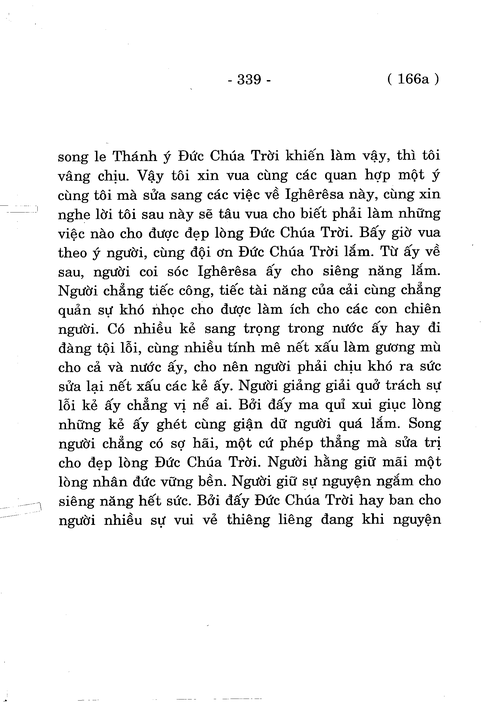 - 339 -
( 166a )
song le Thánh ý Đức Chúa Trời khiến làm vậy, thì tôi
vâng chịu. Vậy tôi xin vua cùng các quan hợp một ý
cùng tôi mà sửa sang các việc về Ighêrêsa này, cùng xin
nghe lời tôi sau này sẽ tâu vua cho biết phải làm những
việc nào cho được đẹp lòng Đức Chúa Trời. Bấy giờ vua
theo ý người, cùng đội ơn Đức Chúa Trời lắm. Từ ấy về
sau, người coi sóc Ighêrêsa ấy cho siêng năng lắm.
Người chẳng tiếc công, tiếc tài năng của cải cùng chẳng
quản sự khó nhọc cho được làm ích cho các con chiên
người. Có nhiều kẻ sang trọng trong nước ấy hay đi
đàng tội lỗi, cùng nhiều tính mê nết xấu làm gương mù
cho cả và nước ấy, cho nên người phải chịu khó ra sức
sửa lại nết xấu các kẻ ấy. Người giảng giải quở trách sự
lỗi kẻ ấy chẳng vị nể ai. Bởi đấy ma quỉ xui giục lòng
những kẻ ấy ghét cùng giận dữ người quá lắm. Song
người chẳng có sợ hãi, một cứ phép thẳng mà sửa trị
cho đẹp lòng Đức Chúa Trời. Người hằng giữ mãi một
lòng nhân đức vững bền. Người giữ sự nguyện ngắm cho
siêng năng hết sức. Bởi đấy Đức Chúa Trời hay ban cho
người nhiều sự vui vẻ thiêng liêng đang khi nguyện